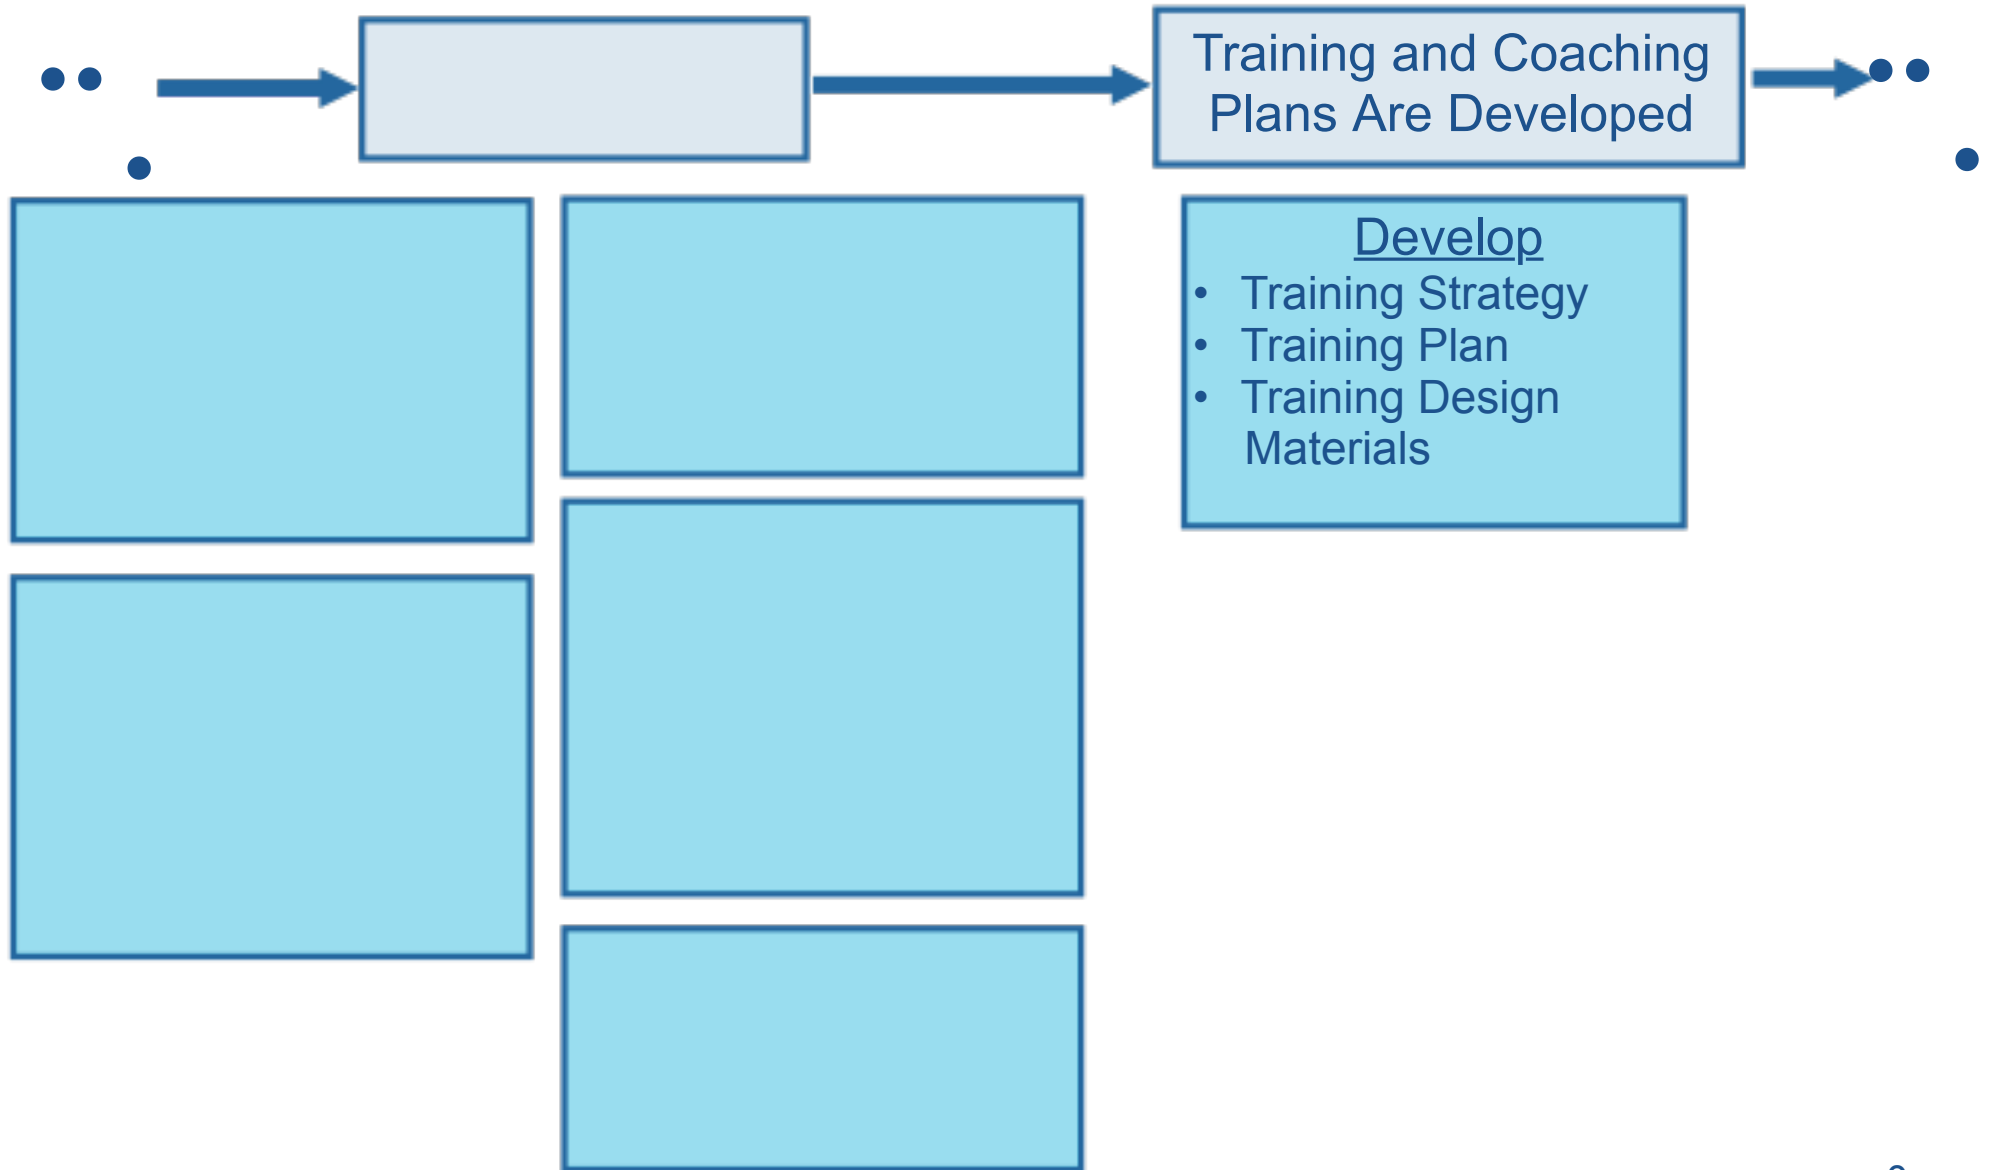 Training and Coaching
Plans Are Developed
Develop
• Training Strategy
• Training Plan
• Training Design
Materials